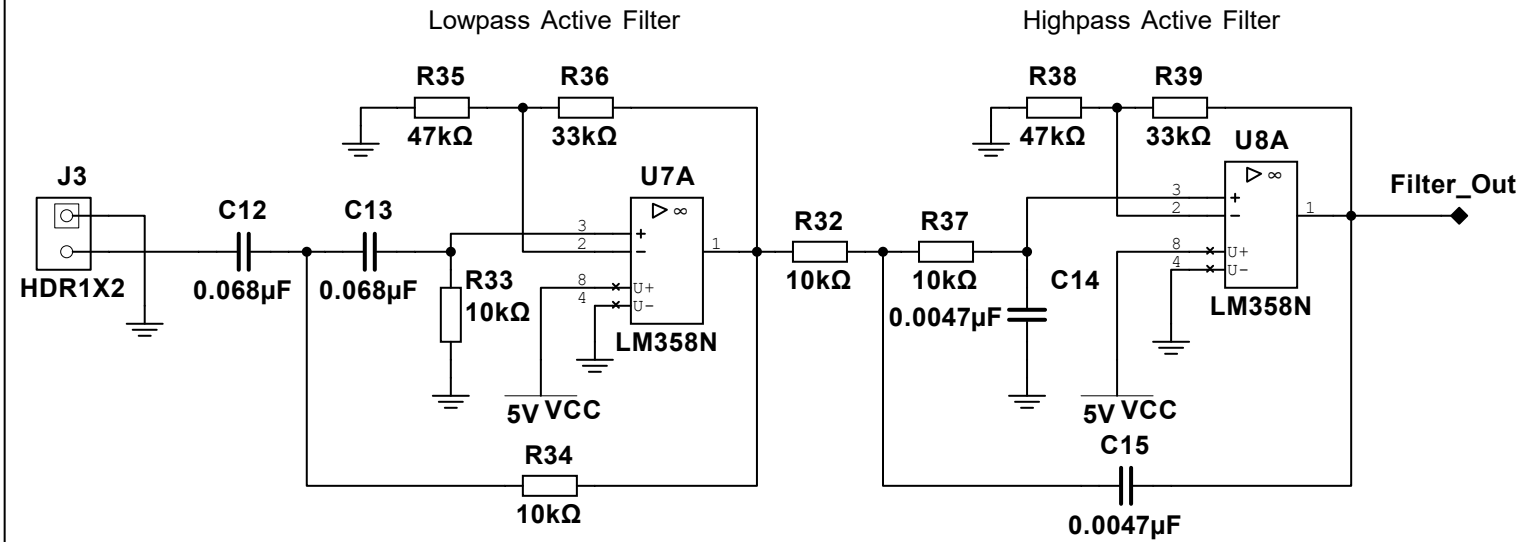 Lowpass Active Filter
Highpass Active Filter
R35
47kΩ
R36
33kΩ
R38
47kΩ
R39
33kΩ
J3
HDR1X2
C12
0.068µF
C13
0.068µF
R33
10kΩ
U7A
▷ ∞
3
+
2
−
1
8
U+
4
U−
LM358N
5V VCC
R34
10kΩ
R32
10kΩ
R37
10kΩ
C14
0.0047µF
U8A
▷ ∞
3
+
2
−
1
8
U+
4
U−
LM358N
5V VCC
C15
0.0047µF
Filter_Out